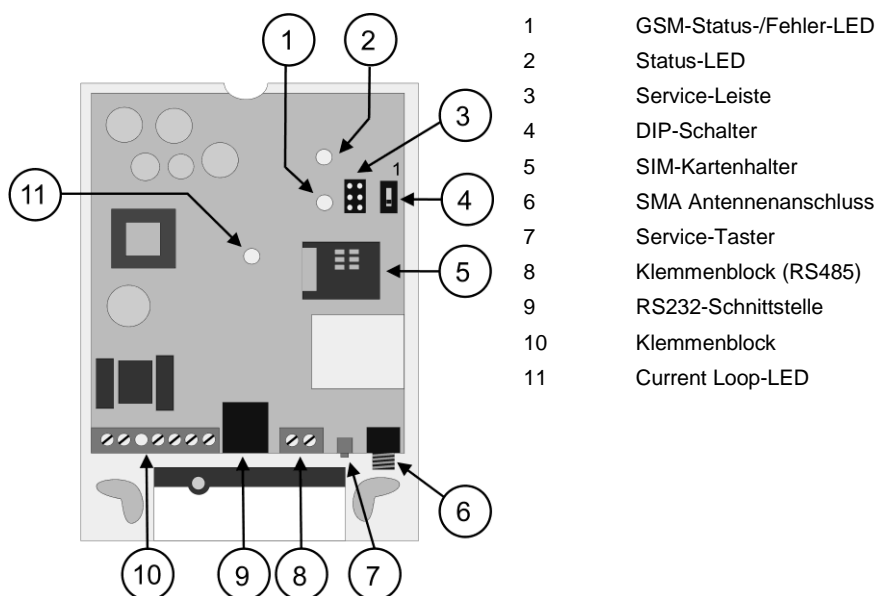 1 2
3
1
11
4
5
6
10 9 8 7
1 GSM-Status-/Fehler-LED
2 Status-LED
3 Service-Leiste
4 DIP-Schalter
5 SIM-Kartenhalter
6 SMA Antennenanschluss
7 Service-Taster
8 Klemmenblock (RS485)
9 RS232-Schnittstelle
10 Klemmenblock
11 Current Loop-LED